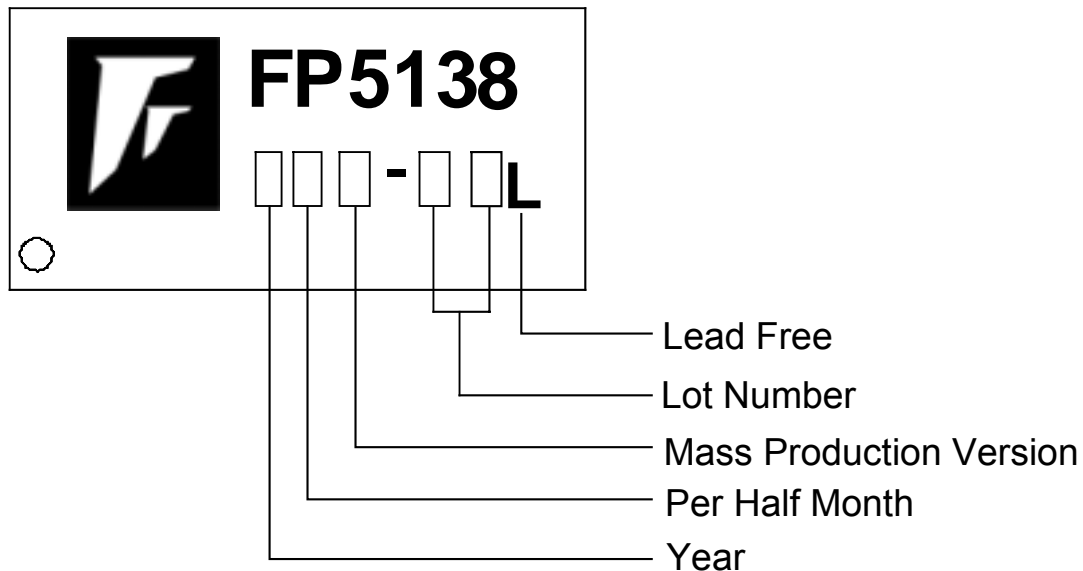 FP5138
- L
Lead Free
Lot Number
Mass Production Version
Per Half Month
Year